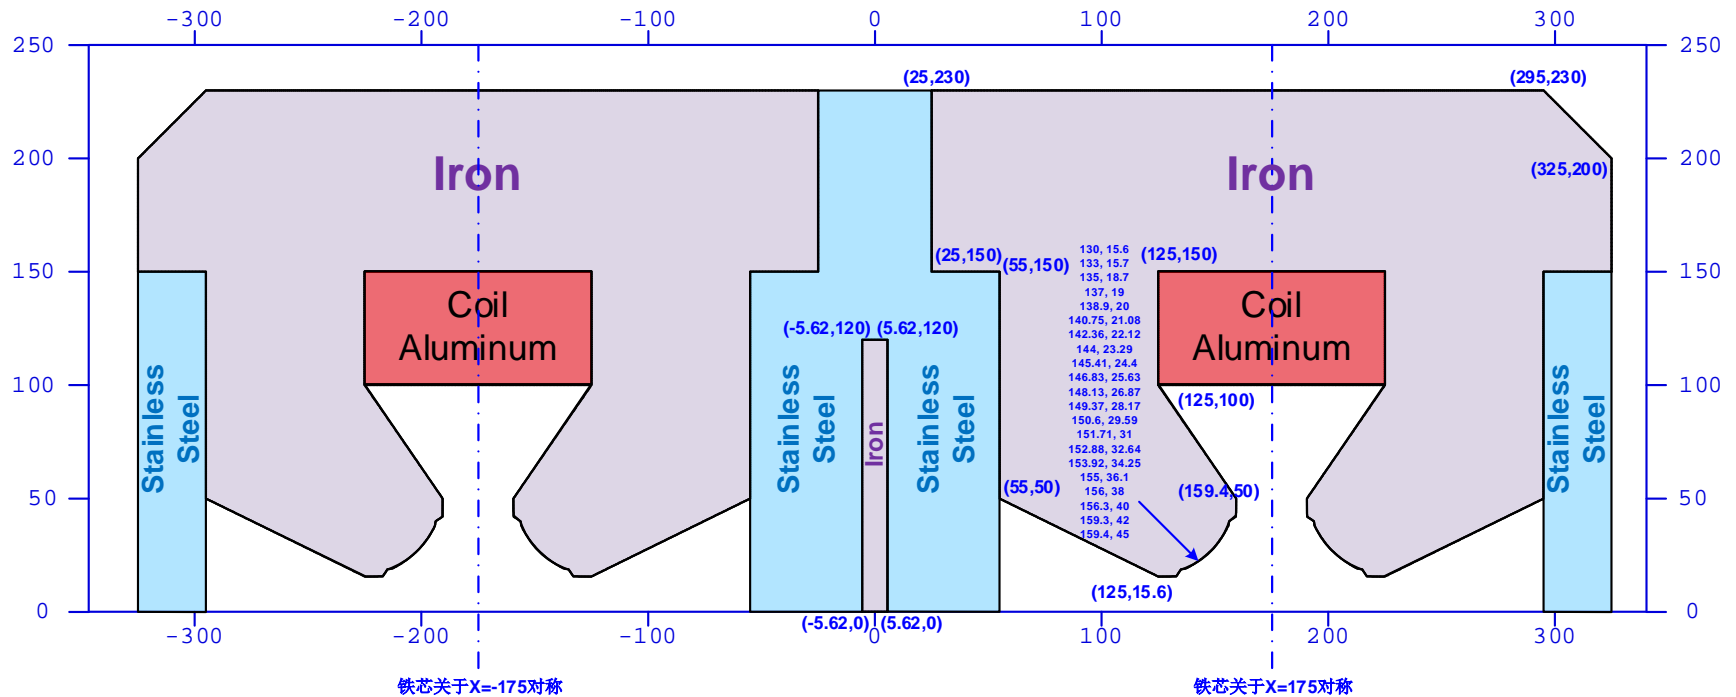 -300 -200 -100 0 100 200 300
250 250
(25,230) (295,230)
200 200
Iron Iron
(325,200)
(25,150) (55,150) (125,150)
150 150
130, 15.6
133, 15.7
135, 18.7
137, 19
138.9, 20
140.75, 21.08
142.36, 22.12
144, 23.29
145.41, 24.4
146.83, 25.63
148.13, 26.87
149.37, 28.17
150.6, 29.59
151.71, 31
152.88, 32.64
153.92, 34.25
155, 36.1
156, 38
156.3, 40
159.3, 42
159.4, 45
Coil
Aluminum
Coil
Aluminum
(-5.62,120) (5.62,120)
100 100
(125,100)
Stainless
Steel
Stainless
Steel
Iron
Stainless
Steel
Stainless
Steel
50 50
(55,50) (159.4,50)
(125,15.6)
0 0
(-5.62,0) (5.62,0)
-300 -200 -100 0 100 200 300
铁芯关于X=-175对称 铁芯关于X=175对称